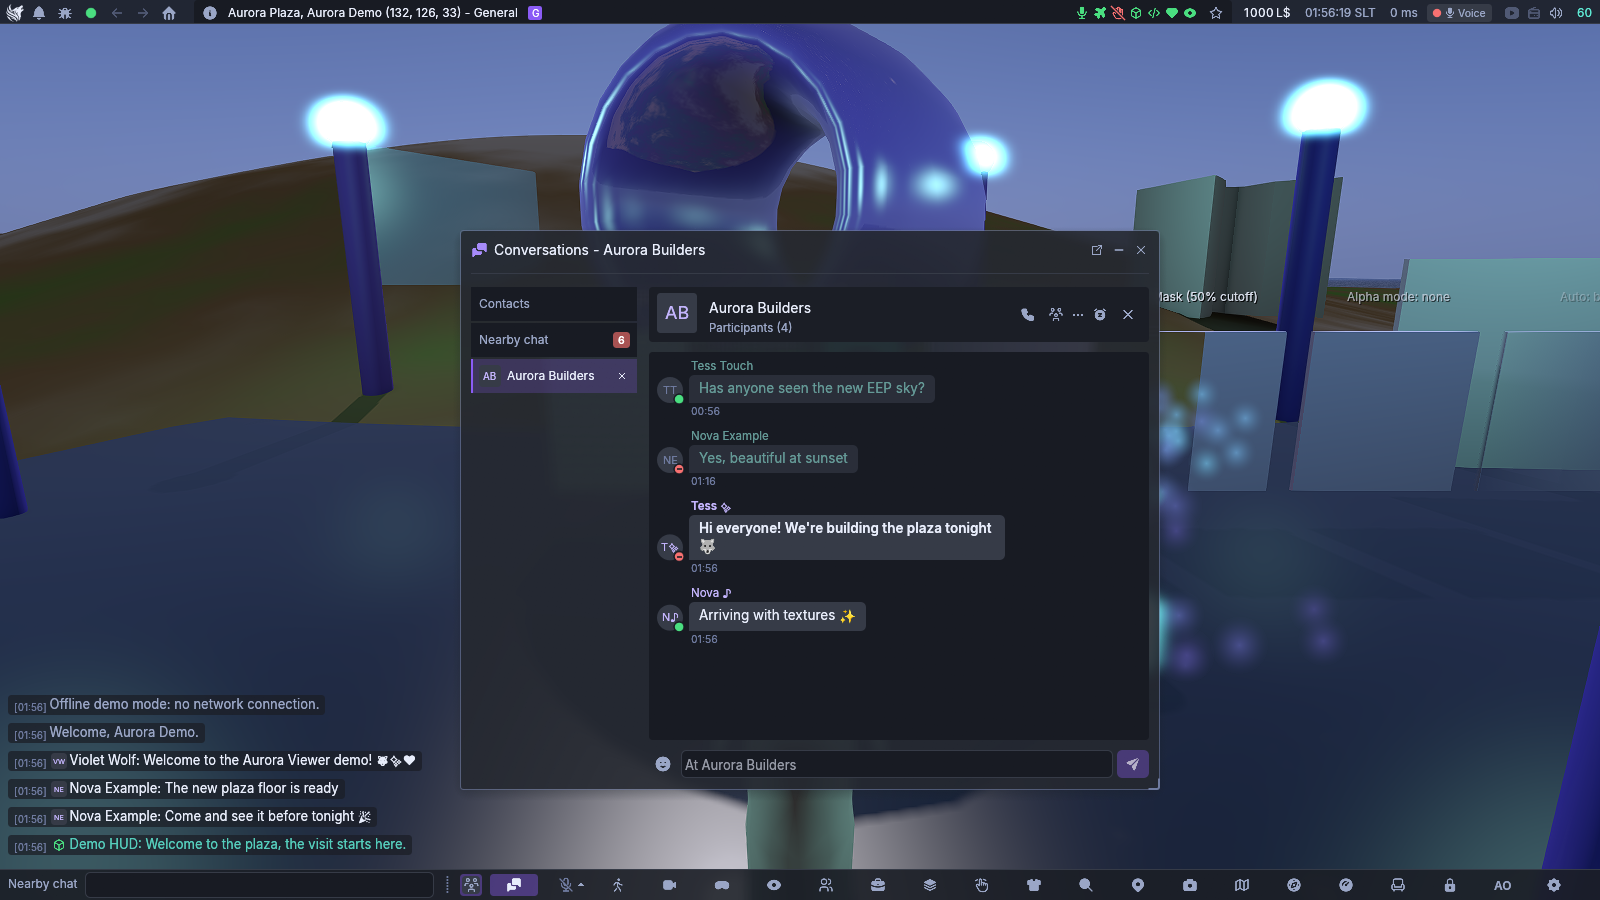 Aurora Plaza, Aurora Demo (132, 126, 33) - General
G
1000 L$
01:56:19 SLT
0 ms
Voice
60
Conversations - Aurora Builders
Contacts
Nearby chat
6
AB
Aurora Builders
AB
Aurora Builders
Participants (4)
Mask (50% cutoff)
Alpha mode: none
Auto: b
Tess Touch
TT
Has anyone seen the new EEP sky?
00:56
Nova Example
NE
Yes, beautiful at sunset
01:16
Tess
T
Hi everyone! We're building the plaza tonight
01:56
Nova ♪
N♪
Arriving with textures ✨
01:56
At Aurora Builders
[01:56] Offline demo mode: no network connection.
[01:56] Welcome, Aurora Demo.
[01:56] VW Violet Wolf: Welcome to the Aurora Viewer demo!
[01:56] NE Nova Example: The new plaza floor is ready
[01:56] NE Nova Example: Come and see it before tonight
[01:56] Demo HUD: Welcome to the plaza, the visit starts here.
Nearby chat
AO